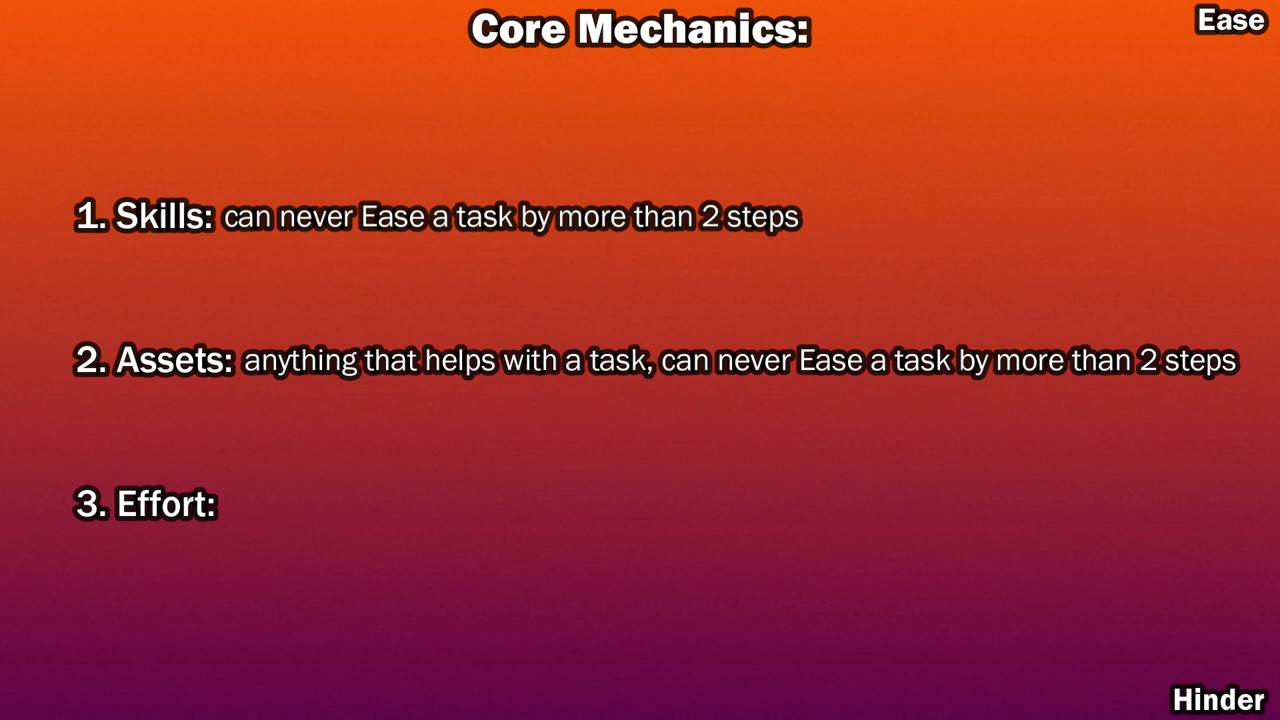 Core Mechanics:
Ease
1. Skills: can never Ease a task by more than 2 steps
2. Assets: anything that helps with a task, can never Ease a task by more than 2 steps
3. Effort:
Hinder